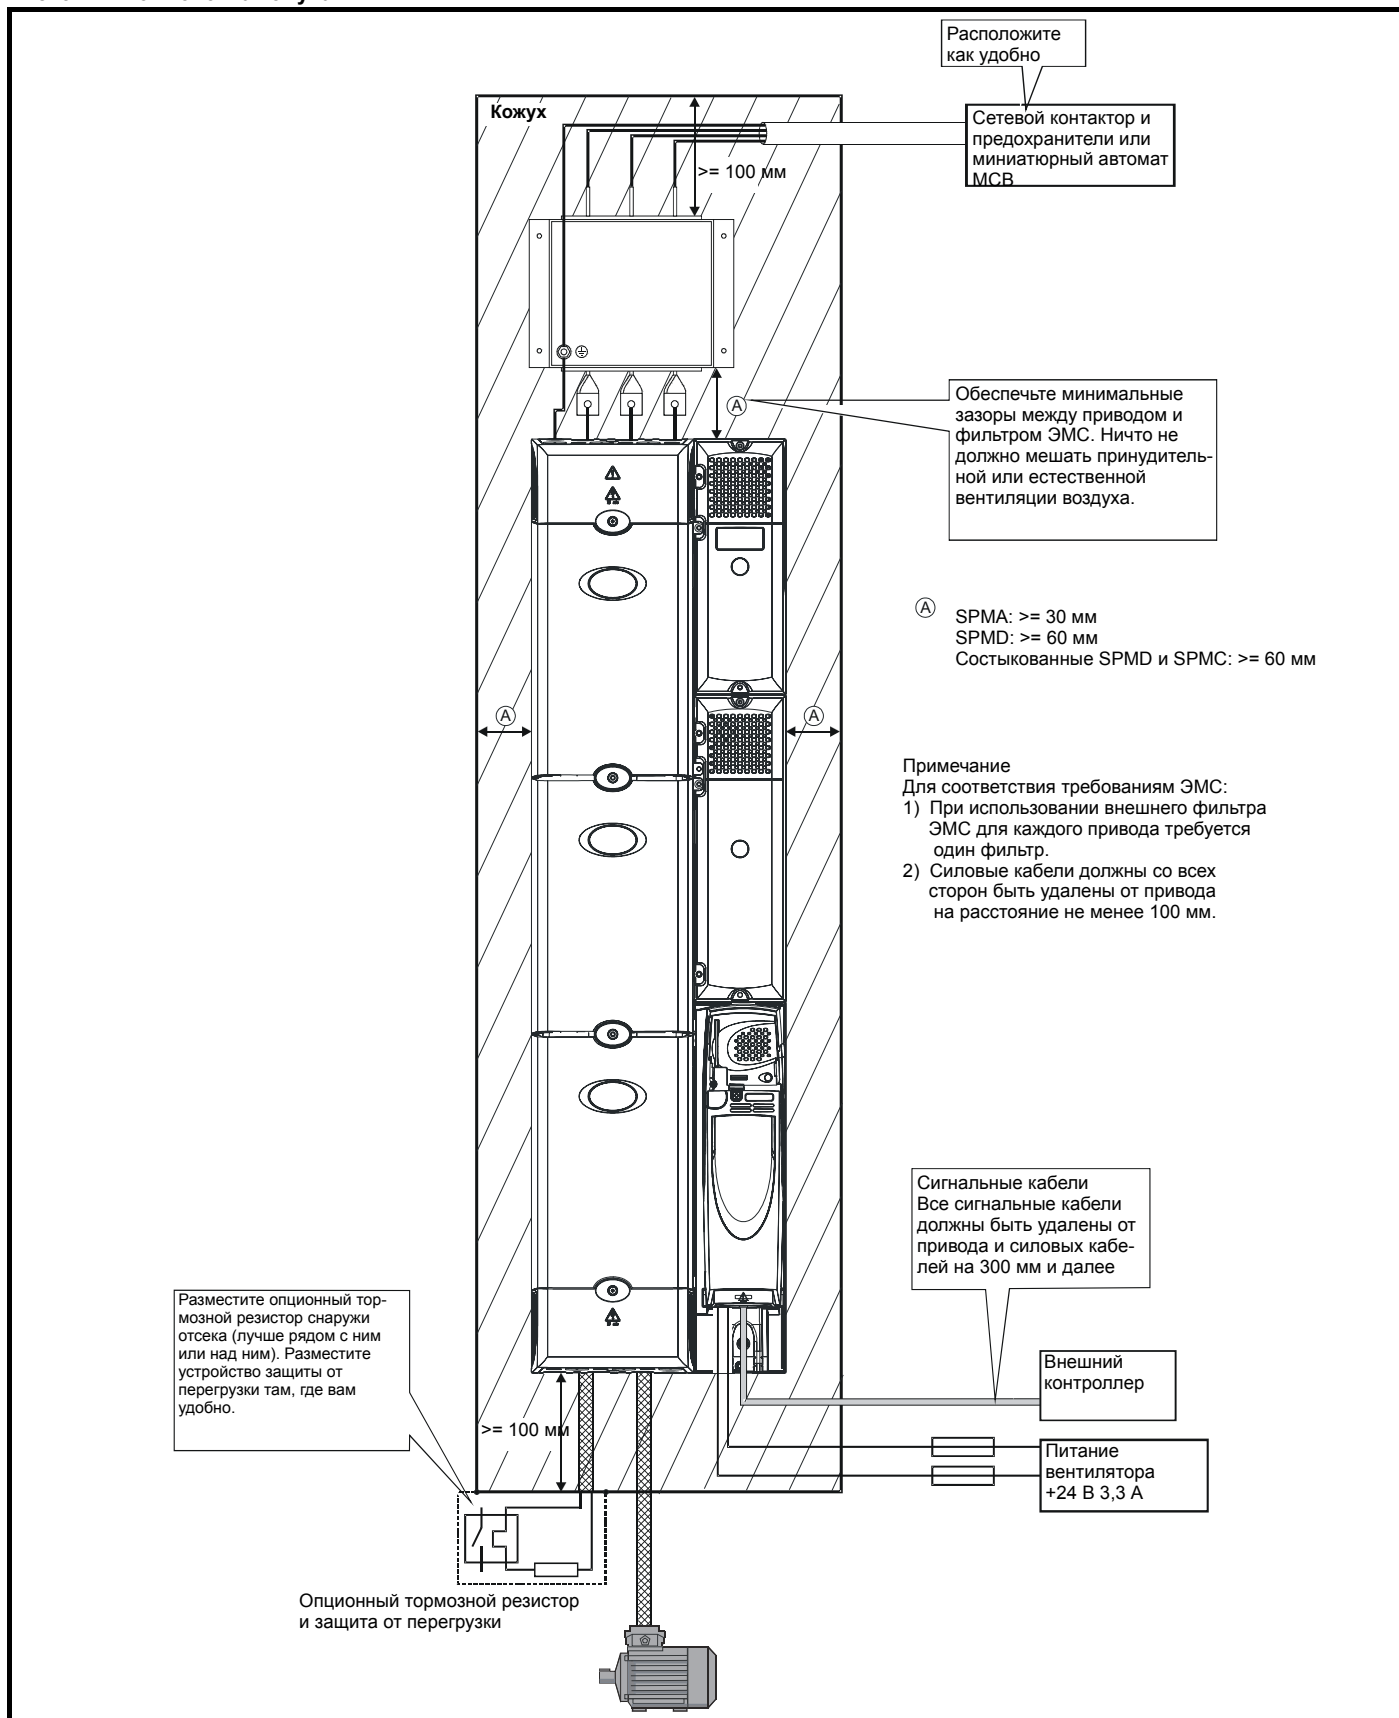 Расположите
как удобно
Кожух
Сетевой контактор и
предохранители или
миниатюрный автомат
MCB
>= 100 мм
A
Обеспечьте минимальные
зазоры между приводом и
фильтром ЭМС. Ничто не
должно мешать принудитель-
ной или естественной
вентиляции воздуха.
A
SPMA: >= 30 мм
SPMD: >= 60 мм
Состыкованные SPMD и SPMC: >= 60 мм
A
A
Примечание
Для соответствия требованиям ЭМС:
1) При использовании внешнего фильтра
ЭМС для каждого привода требуется
один фильтр.
2) Силовые кабели должны со всех
сторон быть удалены от привода
на расстояние не менее 100 мм.
Сигнальные кабели
Все сигнальные кабели
должны быть удалены от
привода и силовых кабе-
лей на 300 мм и далее
Разместите опционный тор-
мозной резистор снаружи
отсека (лучше рядом с ним
или над ним). Разместите
устройство защиты от
перегрузки там, где вам
удобно.
Внешний
контроллер
>= 100 мм
Питание
вентилятора
+24 В 3,3 А
Опционный тормозной резистор
и защита от перегрузки